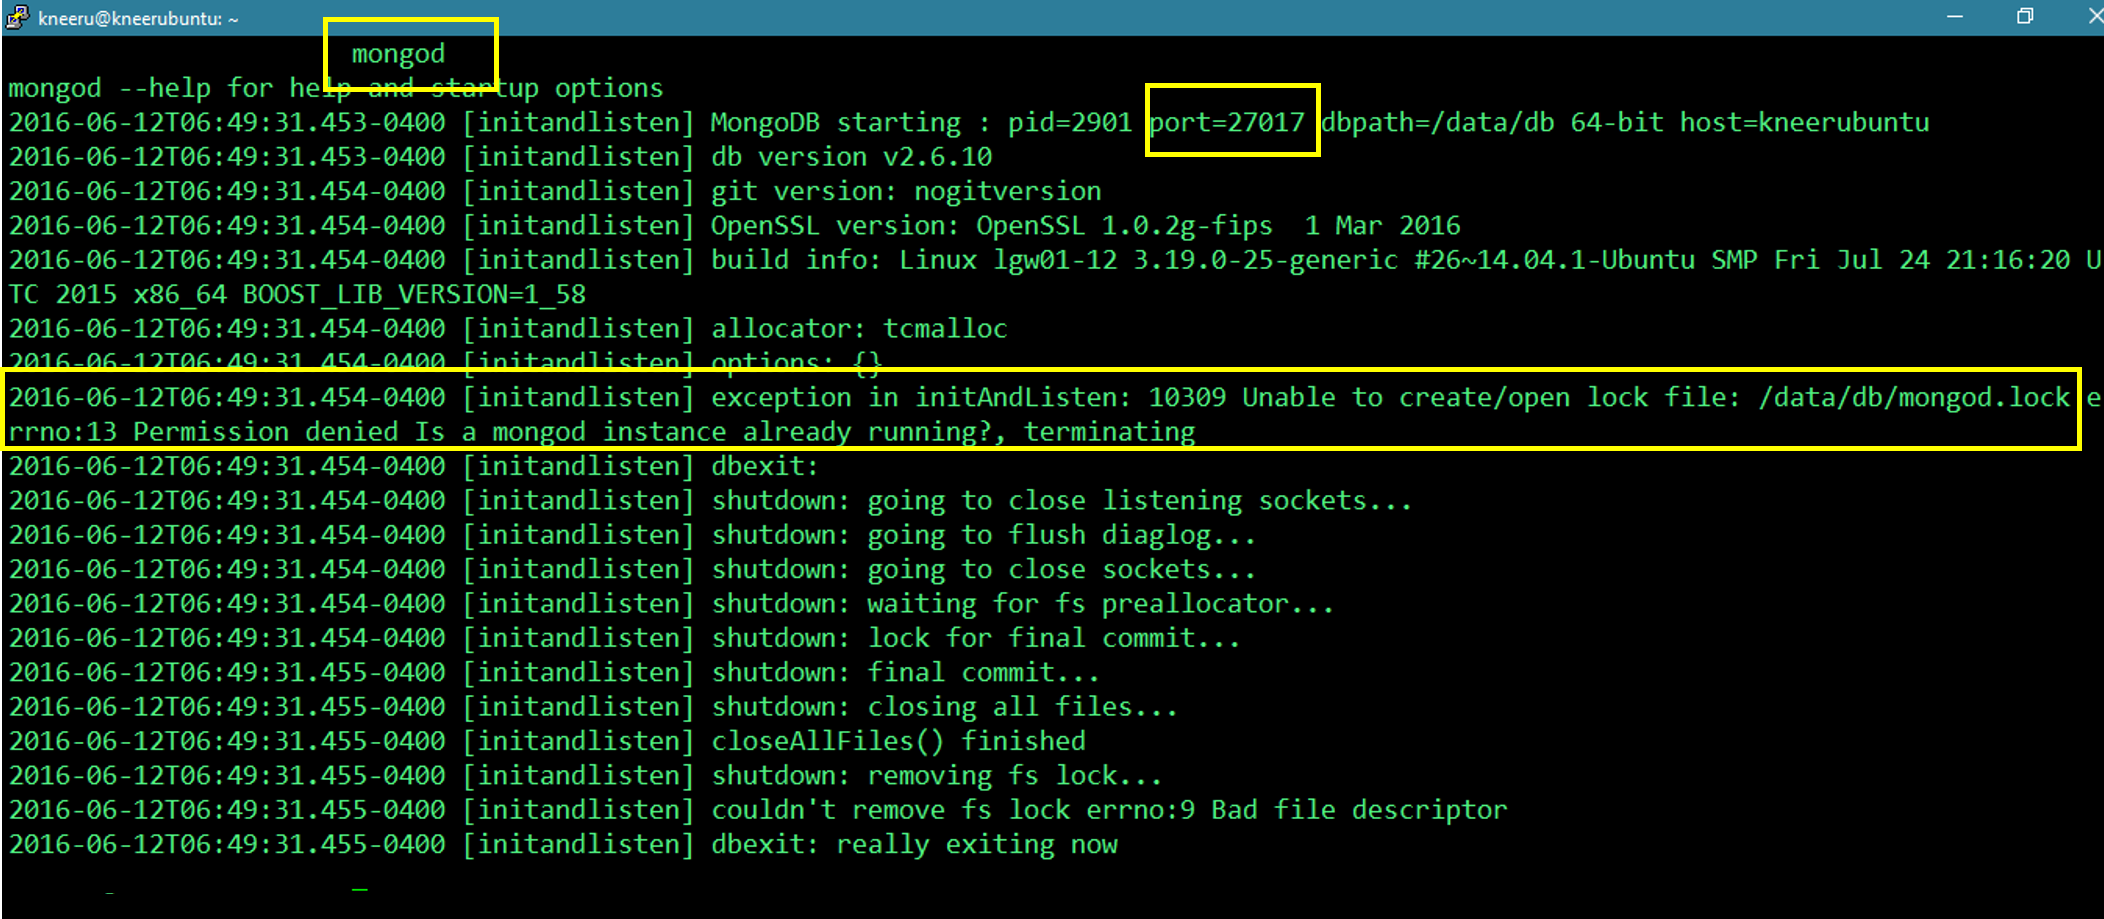 kneeru@kneerubuntu: ~
mongod
mongod --help for help and startup options
2016-06-12T06:49:31.453-0400 [initandlisten] MongoDB starting : pid=2901 port=27017 dbpath=/data/db 64-bit host=kneerubuntu
2016-06-12T06:49:31.453-0400 [initandlisten] db version v2.6.10
2016-06-12T06:49:31.454-0400 [initandlisten] git version: nogitversion
2016-06-12T06:49:31.454-0400 [initandlisten] OpenSSL version: OpenSSL 1.0.2g-fips  1 Mar 2016
2016-06-12T06:49:31.454-0400 [initandlisten] build info: Linux lgw01-12 3.19.0-25-generic #26~14.04.1-Ubuntu SMP Fri Jul 24 21:16:20 U
TC 2015 x86_64 BOOST_LIB_VERSION=1_58
2016-06-12T06:49:31.454-0400 [initandlisten] allocator: tcmalloc
2016-06-12T06:49:31.454-0400 [initandlisten] options: {}
2016-06-12T06:49:31.454-0400 [initandlisten] exception in initAndListen: 10309 Unable to create/open lock file: /data/db/mongod.lock e
rrno:13 Permission denied Is a mongod instance already running?, terminating
2016-06-12T06:49:31.454-0400 [initandlisten] dbexit:
2016-06-12T06:49:31.454-0400 [initandlisten] shutdown: going to close listening sockets...
2016-06-12T06:49:31.454-0400 [initandlisten] shutdown: going to flush diaglog...
2016-06-12T06:49:31.454-0400 [initandlisten] shutdown: going to close sockets...
2016-06-12T06:49:31.454-0400 [initandlisten] shutdown: waiting for fs preallocator...
2016-06-12T06:49:31.454-0400 [initandlisten] shutdown: lock for final commit...
2016-06-12T06:49:31.455-0400 [initandlisten] shutdown: final commit...
2016-06-12T06:49:31.455-0400 [initandlisten] shutdown: closing all files...
2016-06-12T06:49:31.455-0400 [initandlisten] closeAllFiles() finished
2016-06-12T06:49:31.455-0400 [initandlisten] shutdown: removing fs lock...
2016-06-12T06:49:31.455-0400 [initandlisten] couldn't remove fs lock errno:9 Bad file descriptor
2016-06-12T06:49:31.455-0400 [initandlisten] dbexit: really exiting now